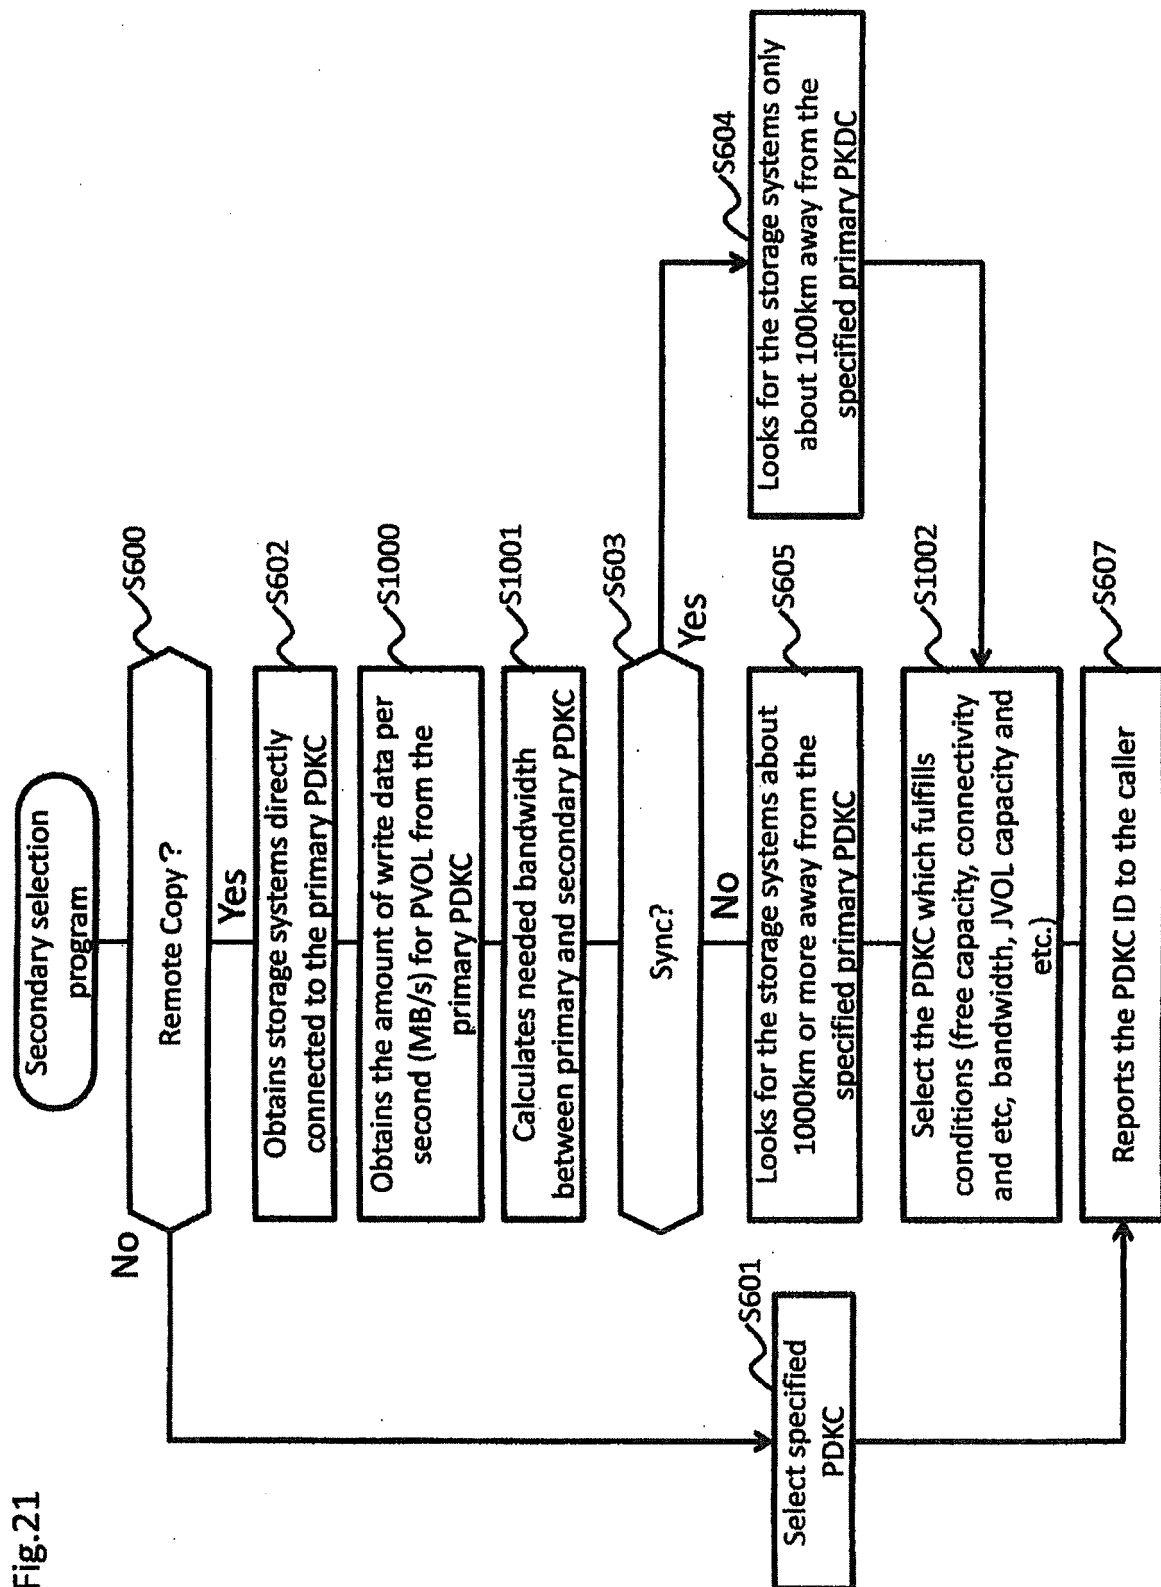 Fig.21
Secondary selection
program
S600
Remote Copy ?
No
Yes
S602
Obtains storage systems directly
connected to the primary PDKC
S1000
Obtains the amount of write data per
second (MB/s) for PVOL from the
primary PDKC
S1001
Calculates needed bandwidth
between primary and secondary PDKC
S603
Sync?
Yes
No
S601
Select specified
PDKC
S605
Looks for the storage systems about
1000km or more away from the
specified primary PDKC
S604
Looks for the storage systems only
about 100km away from the
specified primary PKDC
S1002
Select the PDKC which fulfills
conditions (free capacity, connectivity
and etc, bandwidth, JVOL capacity and
etc.)
S607
Reports the PDKC ID to the caller